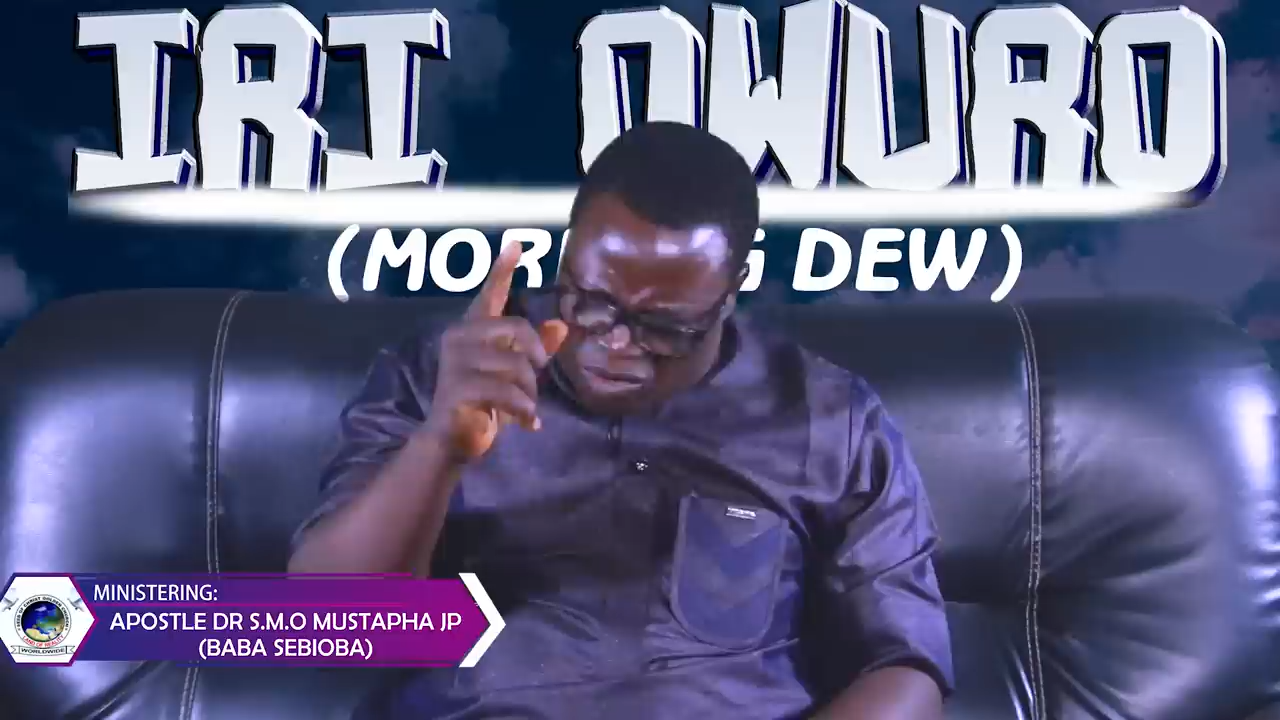 IRI OWURO
(MOR G DEW)
MINISTERING:
APOSTLE DR S.M.O MUSTAPHA JP
(BABA SEBIOBA)
WORLDWIDE